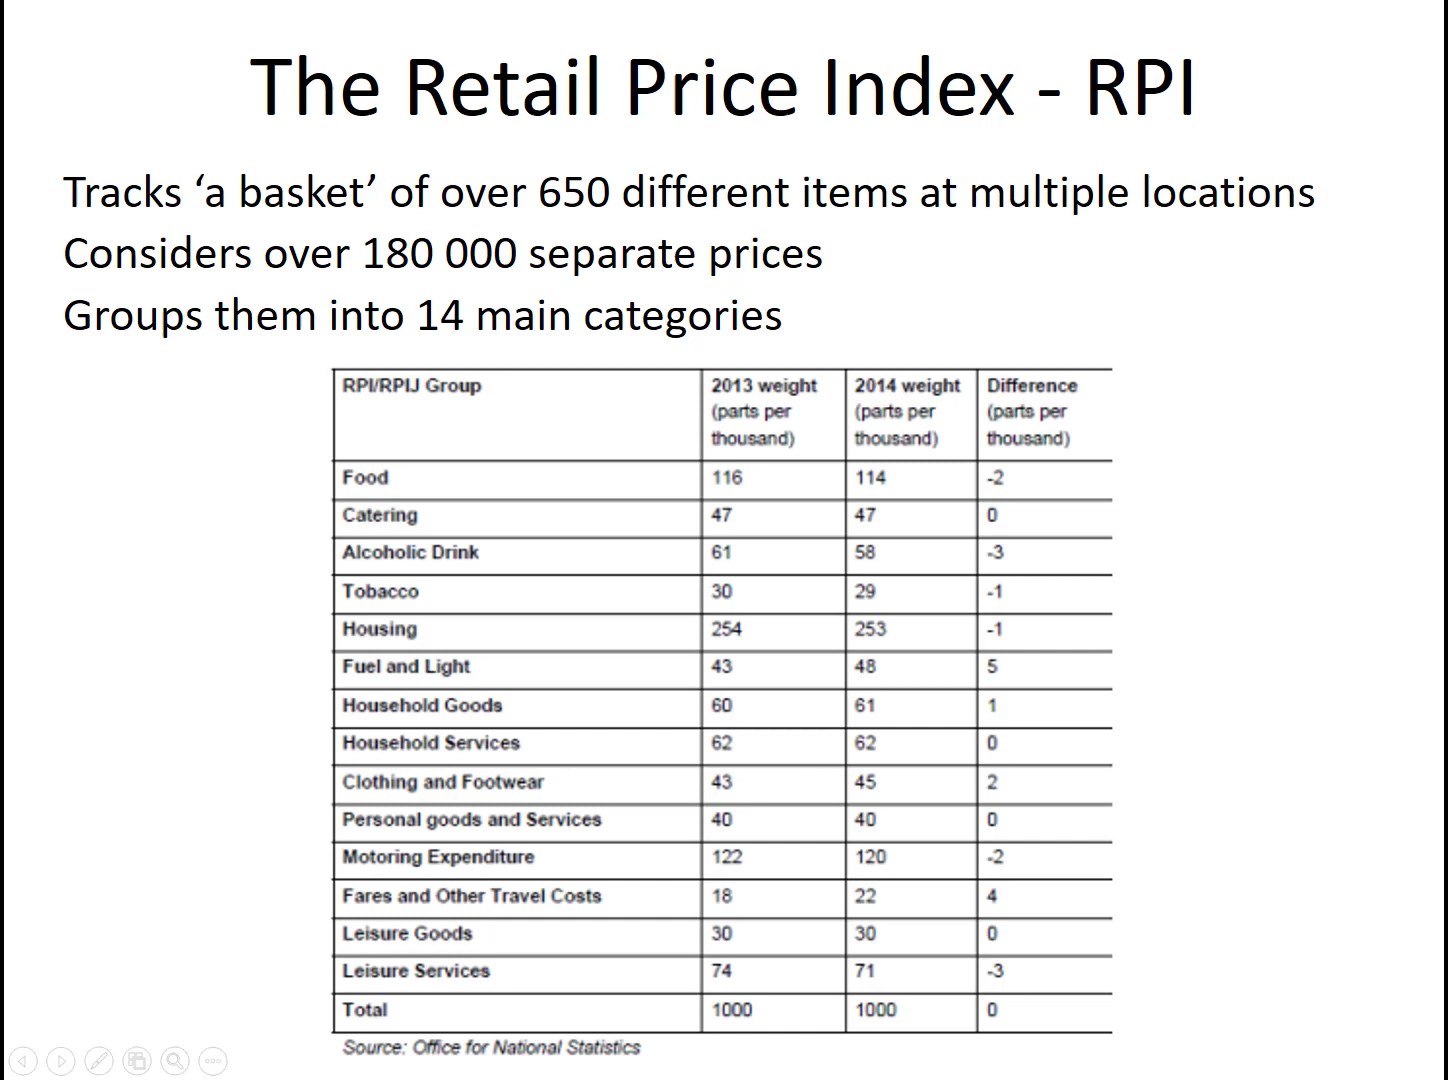 The Retail Price Index - RPI
Tracks ‘a basket’ of over 650 different items at multiple locations
Considers over 180 000 separate prices
Groups them into 14 main categories
RPI/RPIJ Group 2013 weight (parts per thousand) 2014 weight (parts per thousand) Difference (parts per thousand)
Food 116 114 -2
Catering 47 47 0
Alcoholic Drink 61 58 -3
Tobacco 30 29 -1
Housing 254 253 -1
Fuel and Light 43 48 5
Household Goods 60 61 1
Household Services 62 62 0
Clothing and Footwear 43 45 2
Personal goods and Services 40 40 0
Motoring Expenditure 122 120 -2
Fares and Other Travel Costs 18 22 4
Leisure Goods 30 30 0
Leisure Services 74 71 -3
Total 1000 1000 0
Source: Office for National Statistics